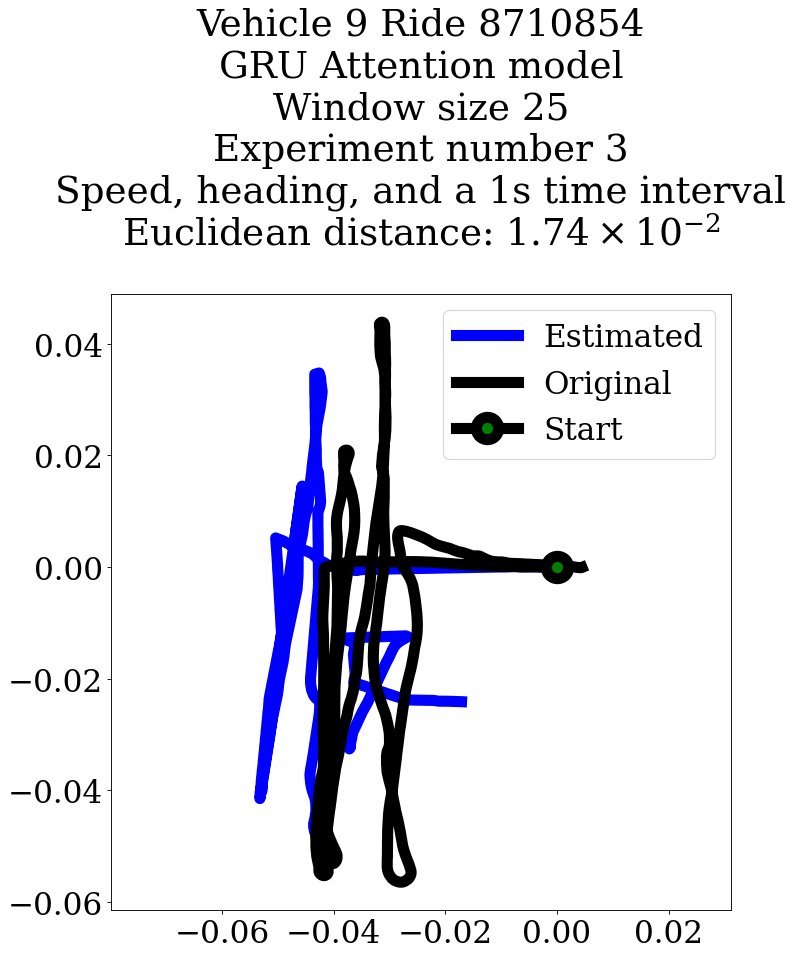 Vehicle 9 Ride 8710854
GRU Attention model
Window size 25
Experiment number 3
Speed, heading, and a 1s time interval
Euclidean distance: 1.74 × 10⁻²
Estimated
Original
Start
0.04
0.02
0.00
−0.02
−0.04
−0.06
−0.06 −0.04 −0.02 0.00 0.02